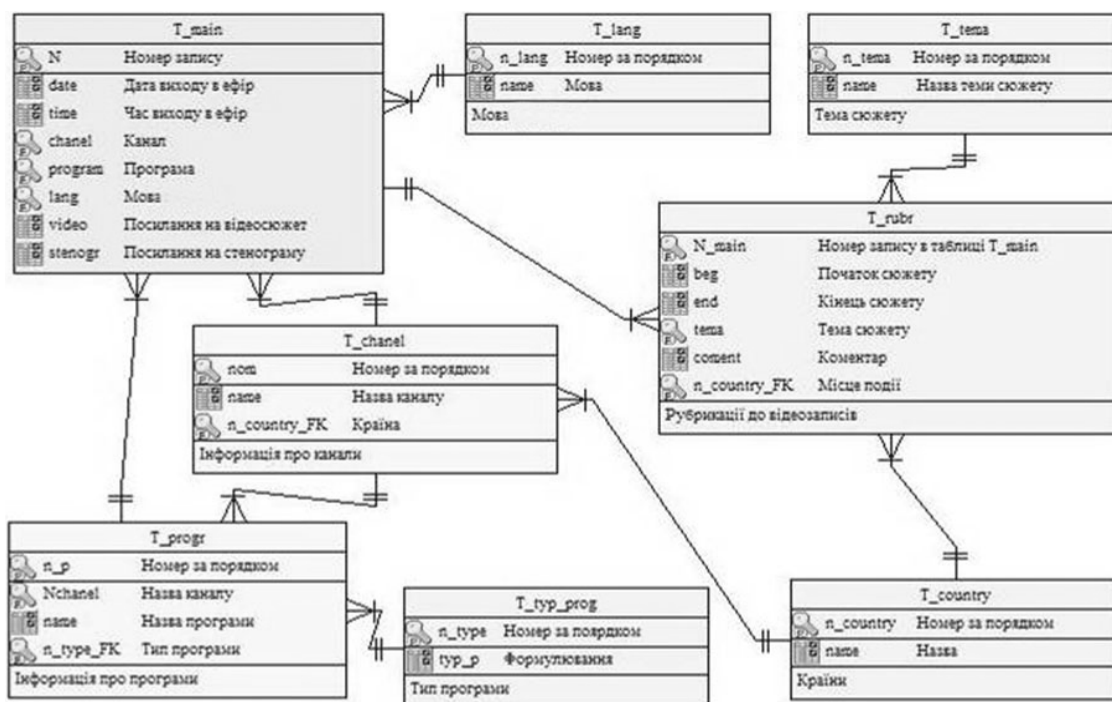 T_main
N Номер запису
date Дата виходу в ефір
time Час виходу в ефір
chanel Канал
program Програма
lang Мова
video Посилання на відеосюжет
stenogr Посилання на стенограму
T_lang
n_lang Номер за порядком
name Мова
Мова
T_tema
n_tema Номер за порядком
name Назва теми сюжету
Тема сюжету
T_rubr
N_main Номер запису в таблиці T_main
beg Початок сюжету
end Кінець сюжету
tema Тема сюжету
coment Коментар
n_country_FK Місце події
Рубрикації до відеозаписів
T_chanel
nom Номер за порядком
name Назва каналу
n_country_FK Країна
Інформація про канали
T_progr
n_p Номер за порядком
Nchanel Назва каналу
name Назва програми
n_type_FK Тип програми
Інформація про програми
T_typ_prog
n_type Номер за поярдком
typ_p Формулювання
Тип програми
T_country
n_country Номер за порядком
name Назва
Країни